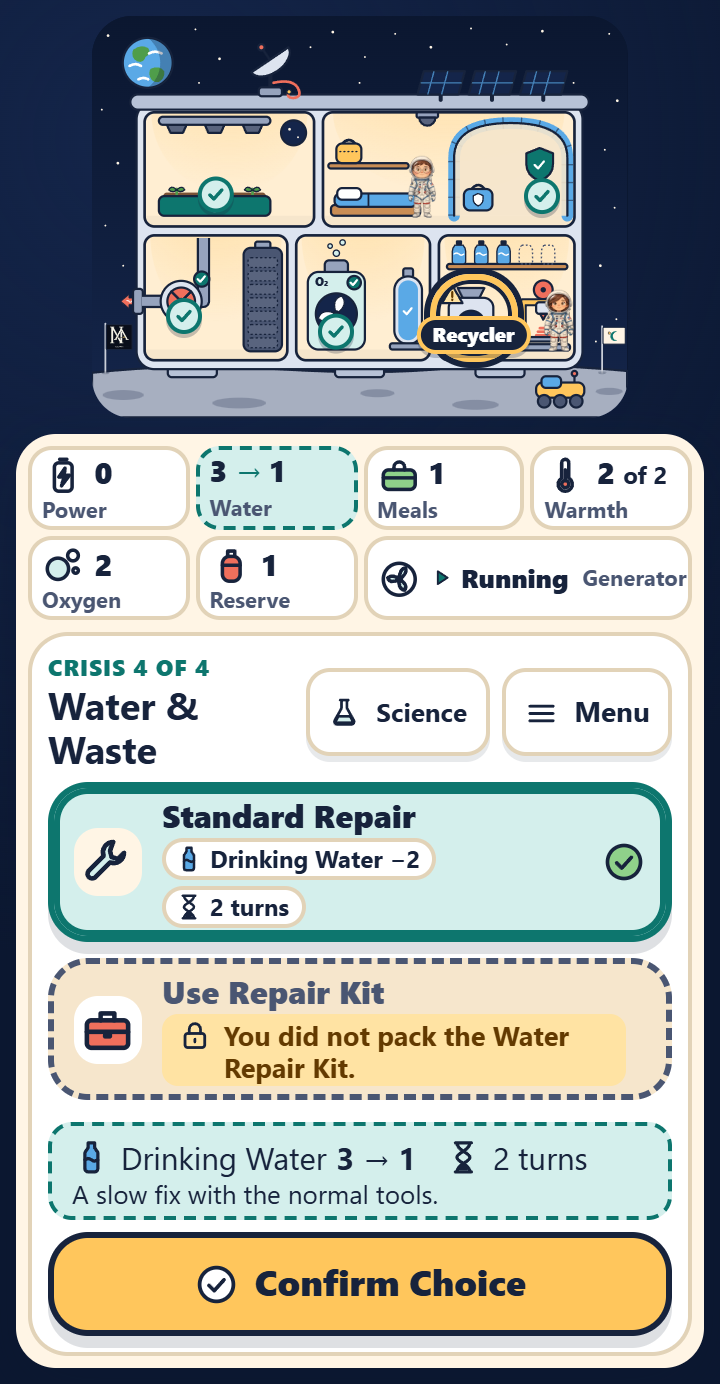 O₂
Recycler
0
Power
3 → 1
Water
1
Meals
2 of 2
Warmth
2
Oxygen
1
Reserve
Running Generator
CRISIS 4 OF 4
Water &
Waste
Science
Menu
Standard Repair
Drinking Water −2
2 turns
Use Repair Kit
You did not pack the Water
Repair Kit.
Drinking Water 3 → 1 2 turns
A slow fix with the normal tools.
Confirm Choice